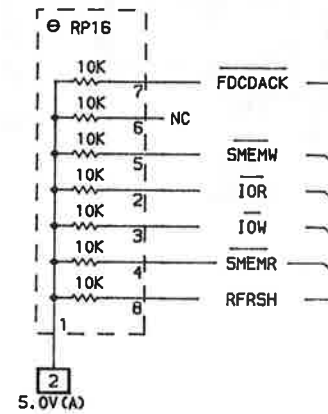 ⊖ RP16
10K
7 FDCDACK
10K
6 NC
10K
5 SMEMW
10K
2 IOR
10K
3 IOW
10K
4 SMEMR
10K
8 RFRSH
1
2
5.0V(A)